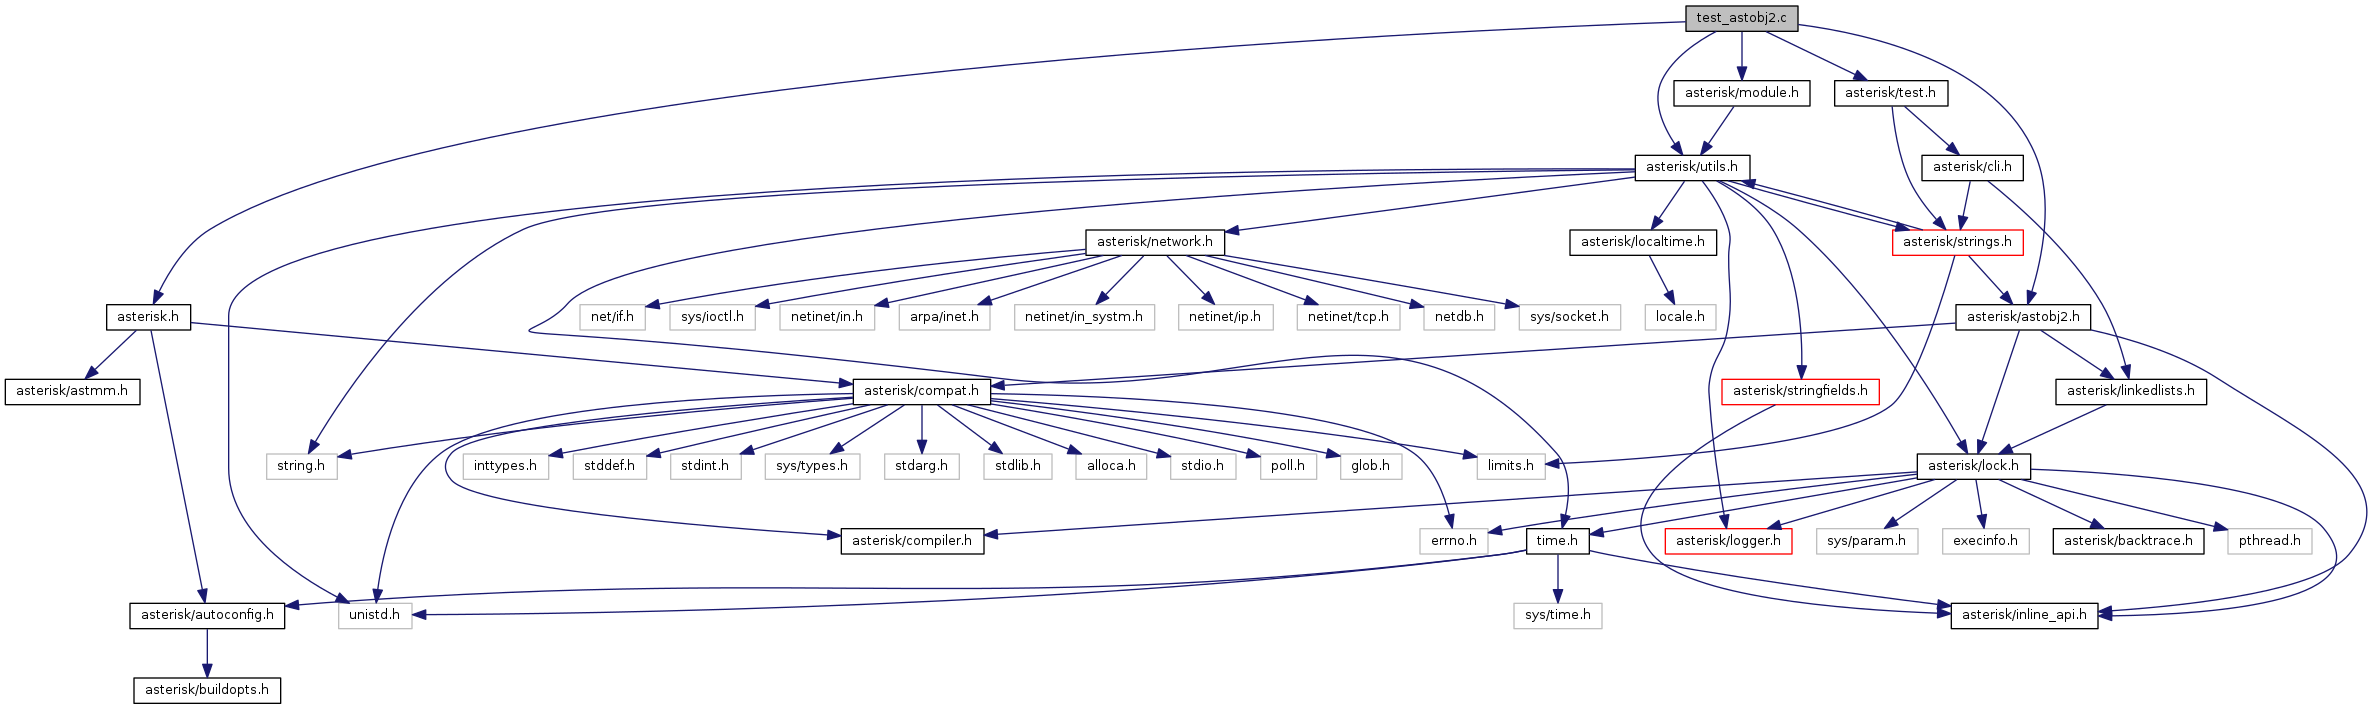 test_astobj2.c
asterisk/module.h
asterisk/test.h
asterisk/utils.h
asterisk/cli.h
asterisk/network.h
asterisk/localtime.h
asterisk/strings.h
asterisk.h
net/if.h
sys/ioctl.h
netinet/in.h
arpa/inet.h
netinet/in_systm.h
netinet/ip.h
netinet/tcp.h
netdb.h
sys/socket.h
locale.h
asterisk/astobj2.h
asterisk/astmm.h
asterisk/compat.h
asterisk/stringfields.h
asterisk/linkedlists.h
string.h
inttypes.h
stddef.h
stdint.h
sys/types.h
stdarg.h
stdlib.h
alloca.h
stdio.h
poll.h
glob.h
limits.h
asterisk/lock.h
asterisk/compiler.h
errno.h
time.h
asterisk/logger.h
sys/param.h
execinfo.h
asterisk/backtrace.h
pthread.h
asterisk/autoconfig.h
unistd.h
sys/time.h
asterisk/inline_api.h
asterisk/buildopts.h